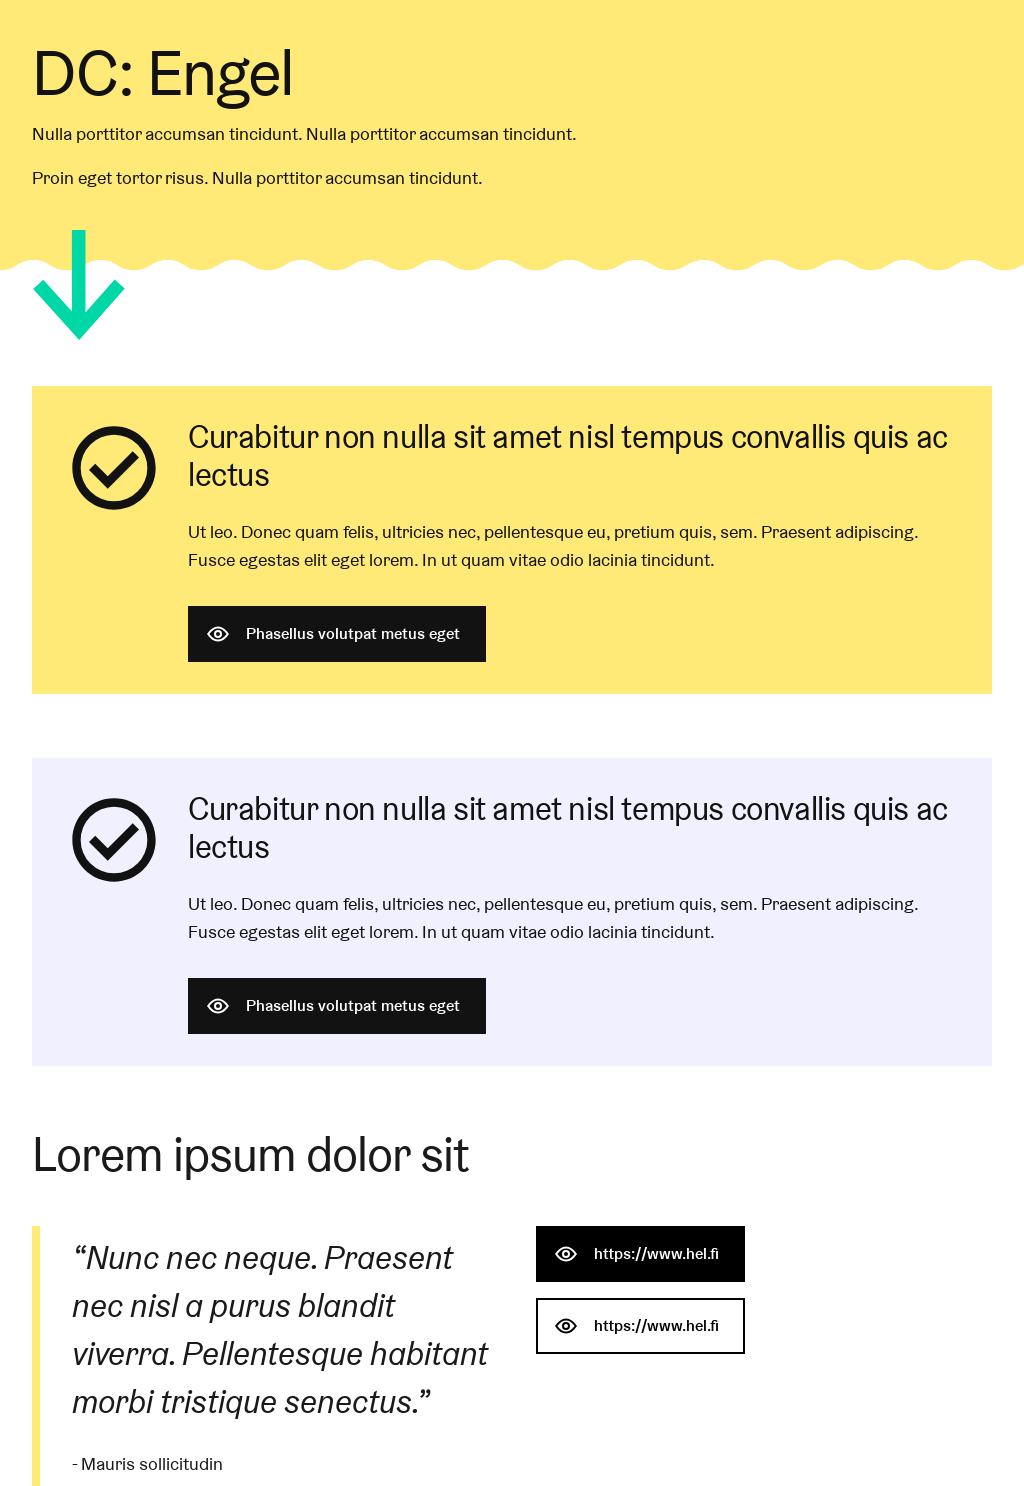 DC: Engel
Nulla porttitor accumsan tincidunt. Nulla porttitor accumsan tincidunt.
Proin eget tortor risus. Nulla porttitor accumsan tincidunt.
Curabitur non nulla sit amet nisl tempus convallis quis ac
lectus
Ut leo. Donec quam felis, ultricies nec, pellentesque eu, pretium quis, sem. Praesent adipiscing.
Fusce egestas elit eget lorem. In ut quam vitae odio lacinia tincidunt.
Phasellus volutpat metus eget
Curabitur non nulla sit amet nisl tempus convallis quis ac
lectus
Ut leo. Donec quam felis, ultricies nec, pellentesque eu, pretium quis, sem. Praesent adipiscing.
Fusce egestas elit eget lorem. In ut quam vitae odio lacinia tincidunt.
Phasellus volutpat metus eget
Lorem ipsum dolor sit
“Nunc nec neque. Praesent
nec nisl a purus blandit
viverra. Pellentesque habitant
morbi tristique senectus.”
- Mauris sollicitudin
https://www.hel.fi
https://www.hel.fi